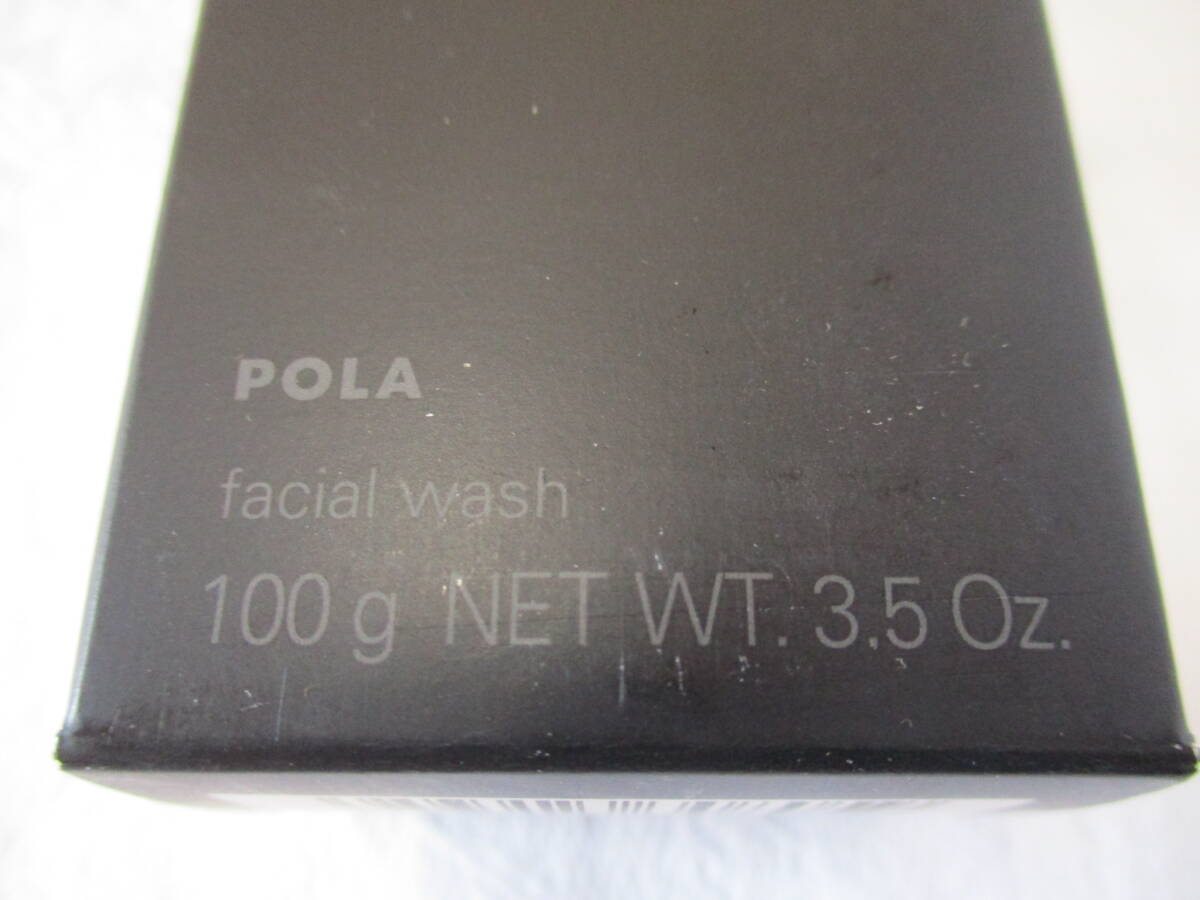 POLA
facial wash
100 g NET WT. 3.5 Oz.